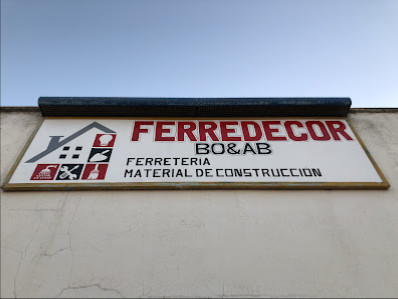 FERREDECOR
BO&AB
FERRETERIA
MATERIAL DE CONSTRUCCION